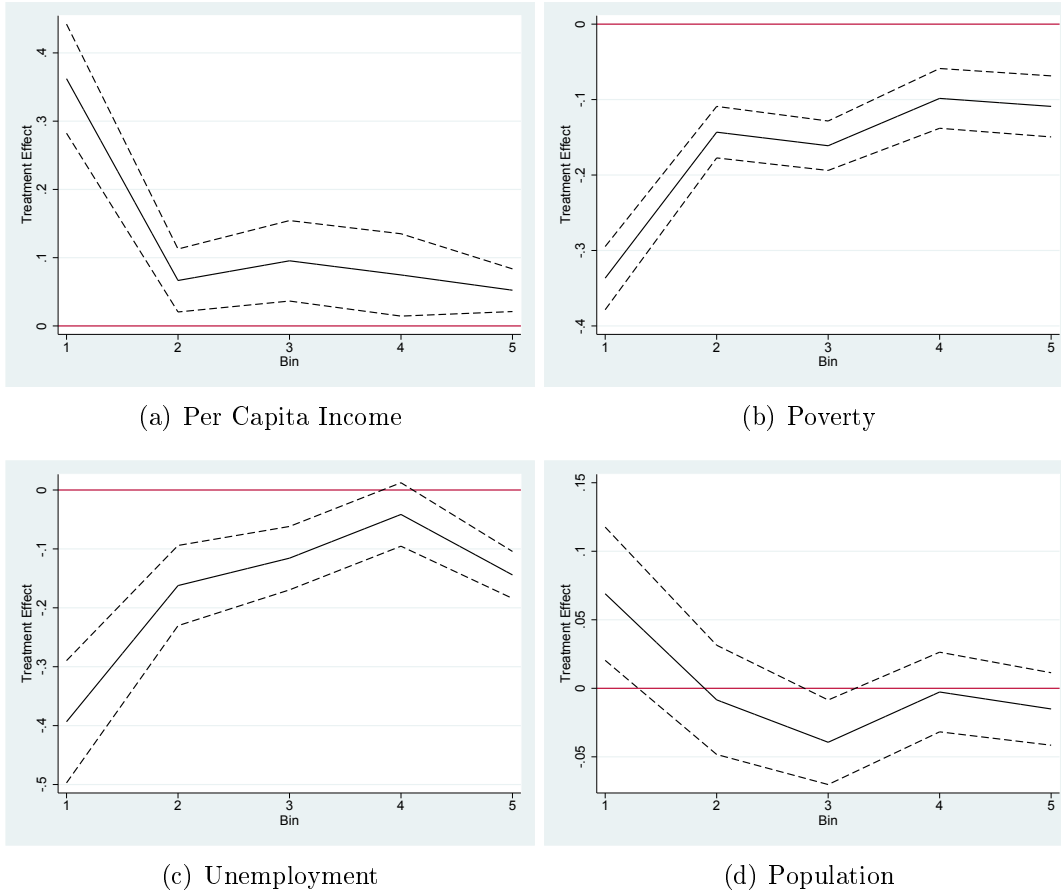 Treatment Effect
.4
.3
.2
.1
0
1 2 3 4 5
Bin
(a) Per Capita Income
Treatment Effect
0
-.1
-.2
-.3
-.4
1 2 3 4 5
Bin
(b) Poverty
Treatment Effect
0
-.1
-.2
-.3
-.4
-.5
1 2 3 4 5
Bin
(c) Unemployment
Treatment Effect
.15
.1
.05
0
-.05
1 2 3 4 5
Bin
(d) Population